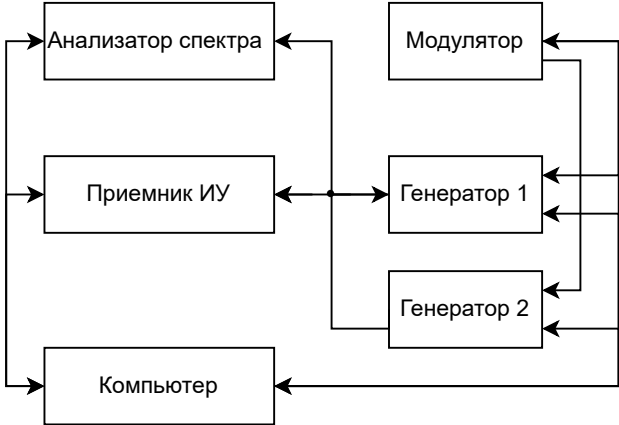 Анализатор спектра
Модулятор
Приемник ИУ
Генератор 1
Генератор 2
Компьютер